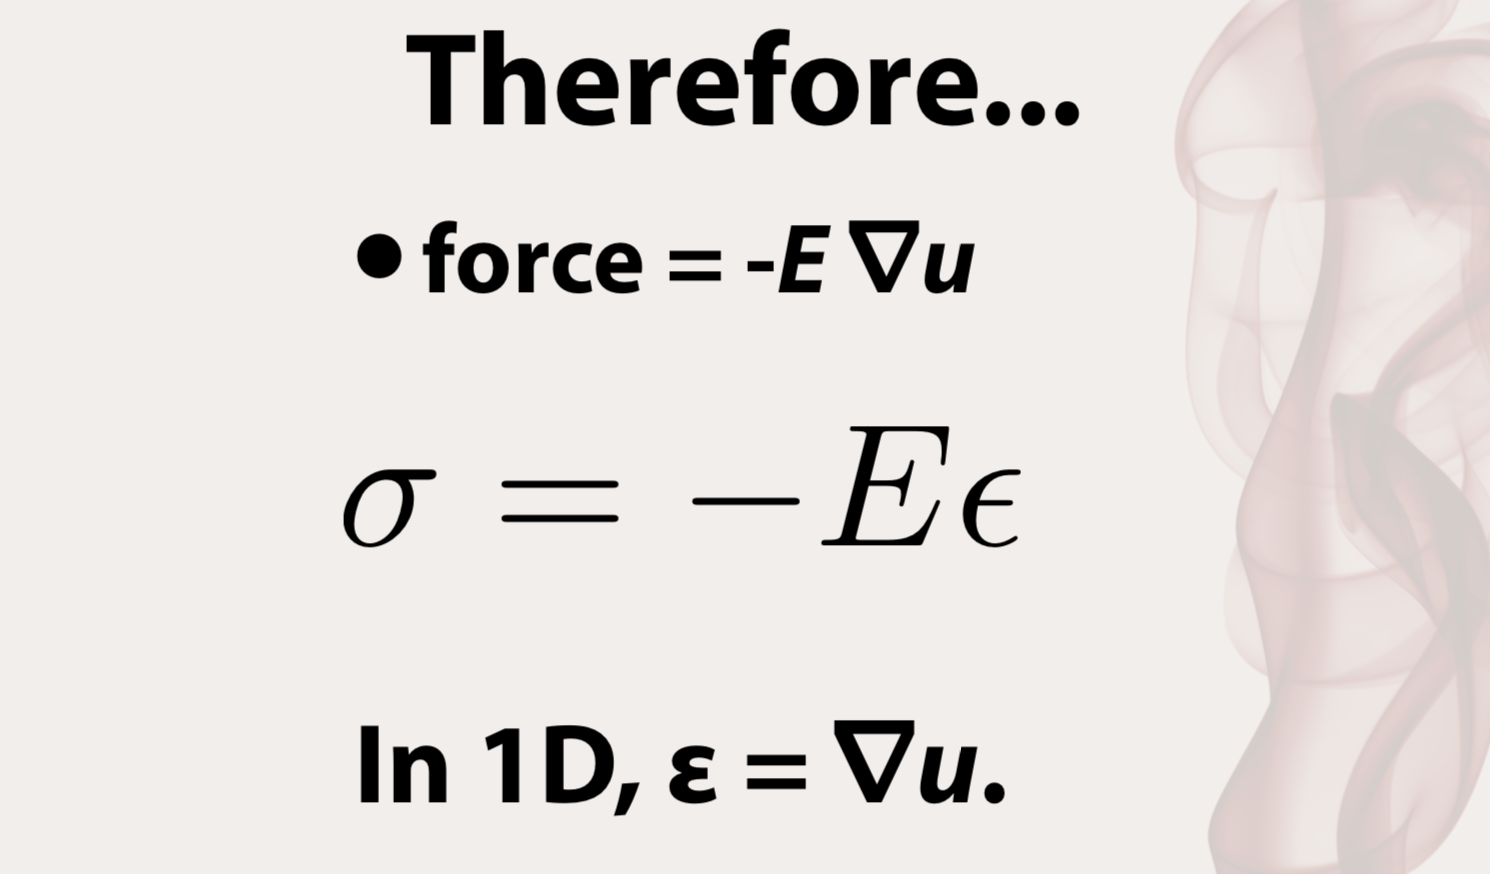 Therefore...
• force = -E ∇u
σ = −Eϵ
In 1D, ε = ∇u.